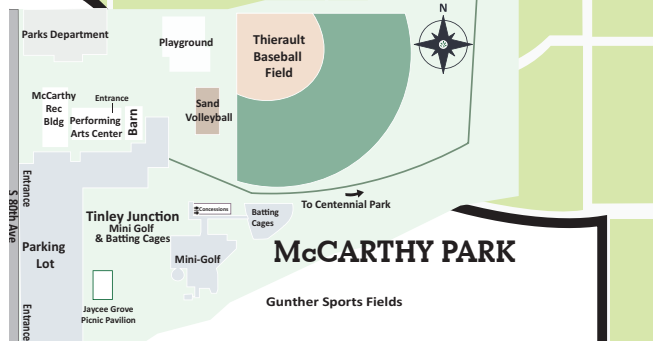 N
Parks Department
Playground
Thierault
Baseball
Field
McCarthy
Rec
Bldg
Entrance
Performing
Arts Center
Barn
Sand
Volleyball
S 80th Ave
Entrance
To Centennial Park
Concessions
Batting
Cages
Tinley Junction
Mini Golf
& Batting Cages
Parking
Lot
Mini-Golf
McCARTHY PARK
Jaycee Grove
Picnic Pavilion
Gunther Sports Fields
Entrance